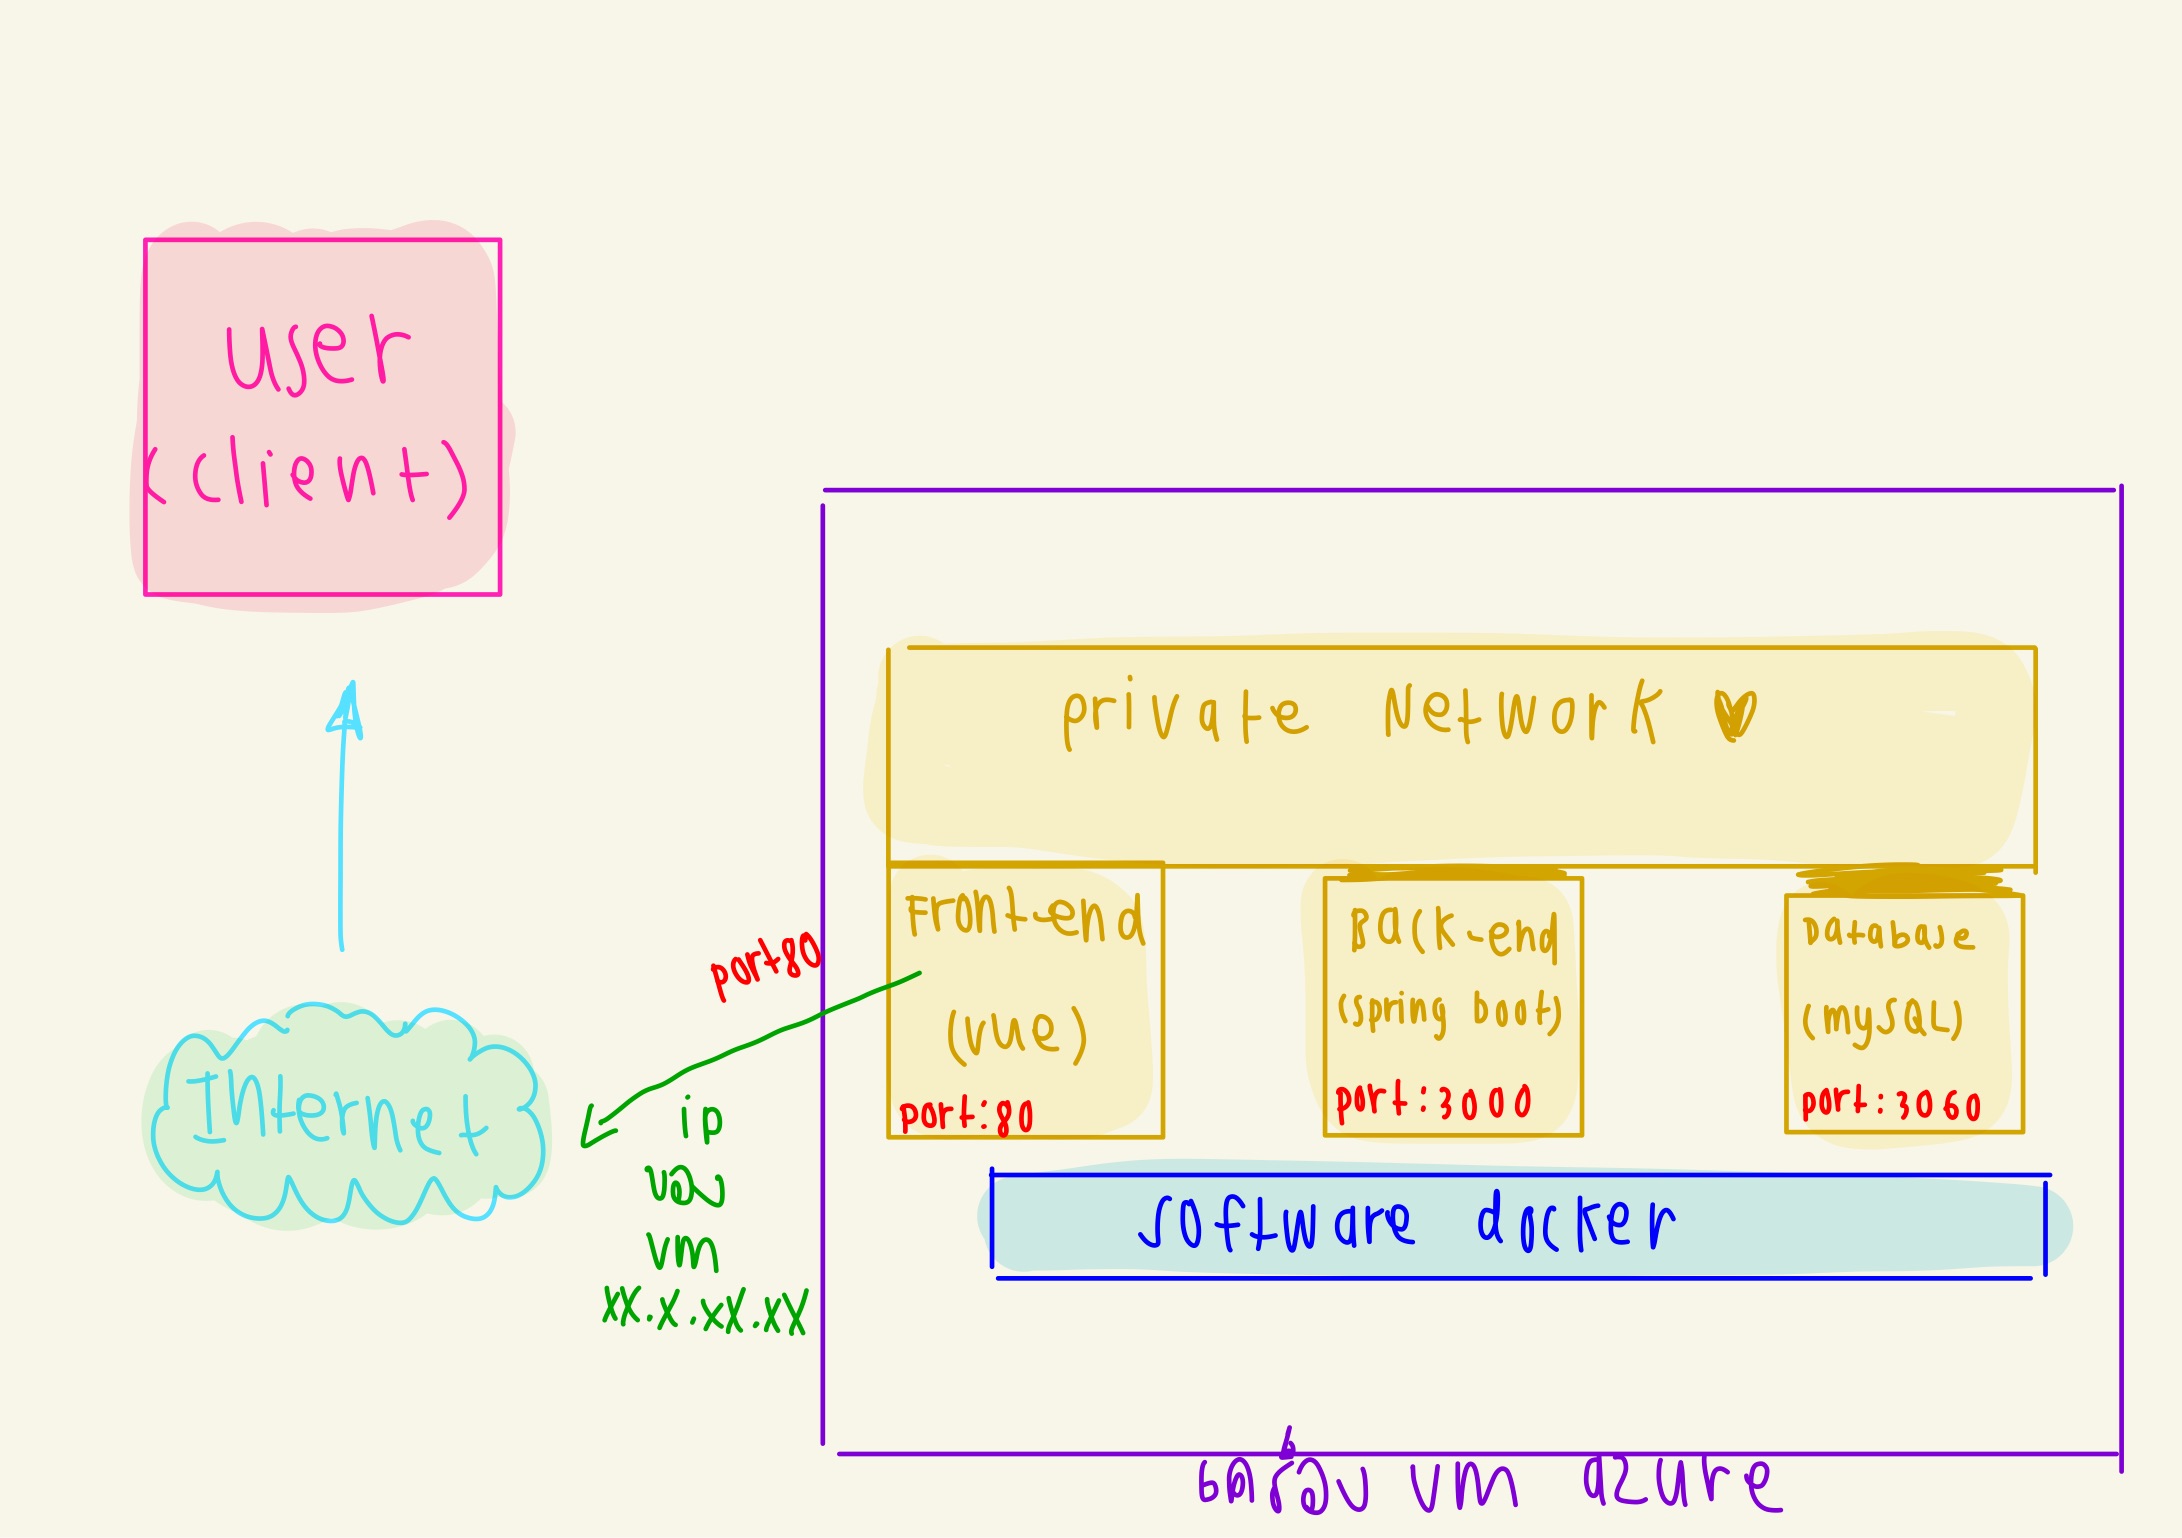 user
(client)
private Network
Front-end
(vue)
port:80
Back-end
(spring boot)
port:3000
Database
(mySQL)
port:3060
port80
ip
ของ
vm
xx.x.xx.xx
Internet
software docker
เครื่อง vm azure